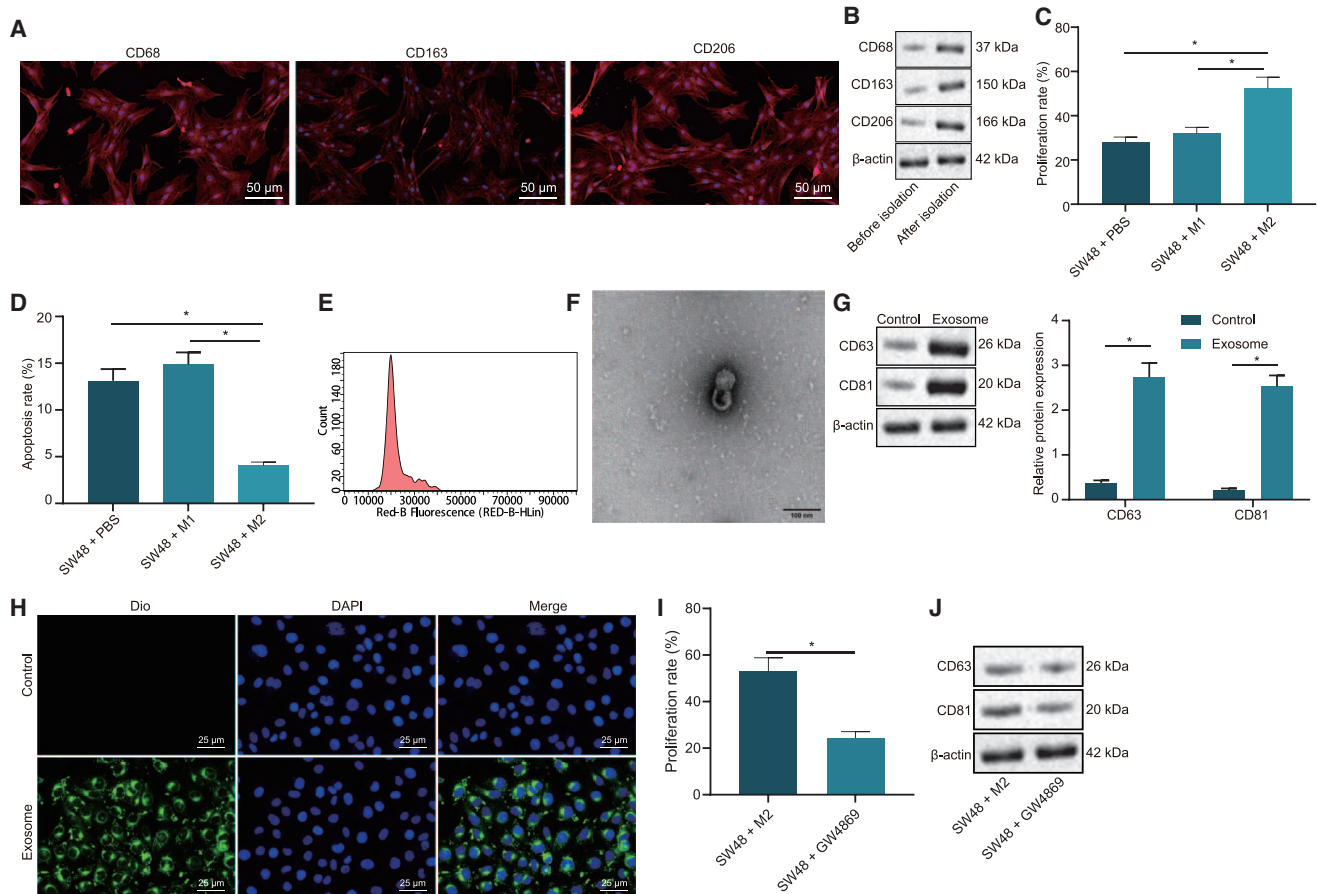 A
CD68
CD163
CD206
50 µm
50 µm
50 µm
B
CD68
37 kDa
CD163
150 kDa
CD206
166 kDa
β-actin
42 kDa
Before isolation
After isolation
C
Proliferation rate (%)
80
60
40
20
0
*
*
SW48 + PBS
SW48 + M1
SW48 + M2
D
Apoptosis rate (%)
20
15
10
5
0
*
*
SW48 + PBS
SW48 + M1
SW48 + M2
E
Count
0 20 60 100 140 180
10000 30000 50000 70000 90000
Red-B Fluorescence (RED-B-HLin)
F
100 nm
G
Control Exosome
CD63
26 kDa
CD81
20 kDa
β-actin
42 kDa
Relative protein expression
6
4
2
0
Control
Exosome
*
*
CD63
CD81
H
Dio
DAPI
Merge
Control
25 µm
25 µm
25 µm
Exosome
25 µm
25 µm
25 µm
I
Proliferation rate (%)
80
60
40
20
0
*
SW48 + M2
SW48 + GW4869
J
CD63
26 kDa
CD81
20 kDa
β-actin
42 kDa
SW48 + M2
SW48 + GW4869